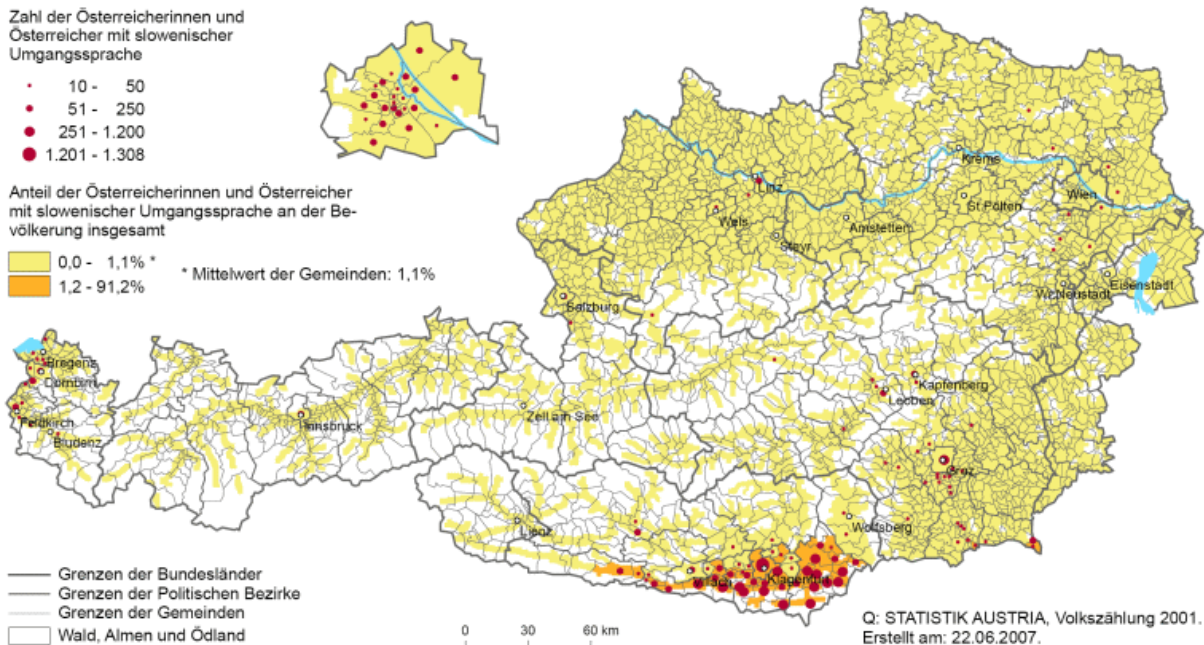 Zahl der Österreicherinnen und
Österreicher mit slowenischer
Umgangssprache
10 - 50
51 - 250
251 - 1.200
1.201 - 1.308
Anteil der Österreicherinnen und Österreicher
mit slowenischer Umgangssprache an der Be-
völkerung insgesamt
0,0 - 1,1% *
* Mittelwert der Gemeinden: 1,1%
1,2 - 91,2%
Krems
Linz
Wien
St.Pölten
Wels
Amstetten
Steyr
Eisenstadt
Wr.Neustadt
Salzburg
Bregenz
Dornbirn
Kapfenberg
Leoben
Zell am See
Innsbruck
Feldkirch
Bludenz
Graz
Wolfsberg
Lienz
Villach
Klagenfurt
Grenzen der Bundesländer
Grenzen der Politischen Bezirke
Grenzen der Gemeinden
Wald, Almen und Ödland
0 30 60 km
Q: STATISTIK AUSTRIA, Volkszählung 2001.
Erstellt am: 22.06.2007.